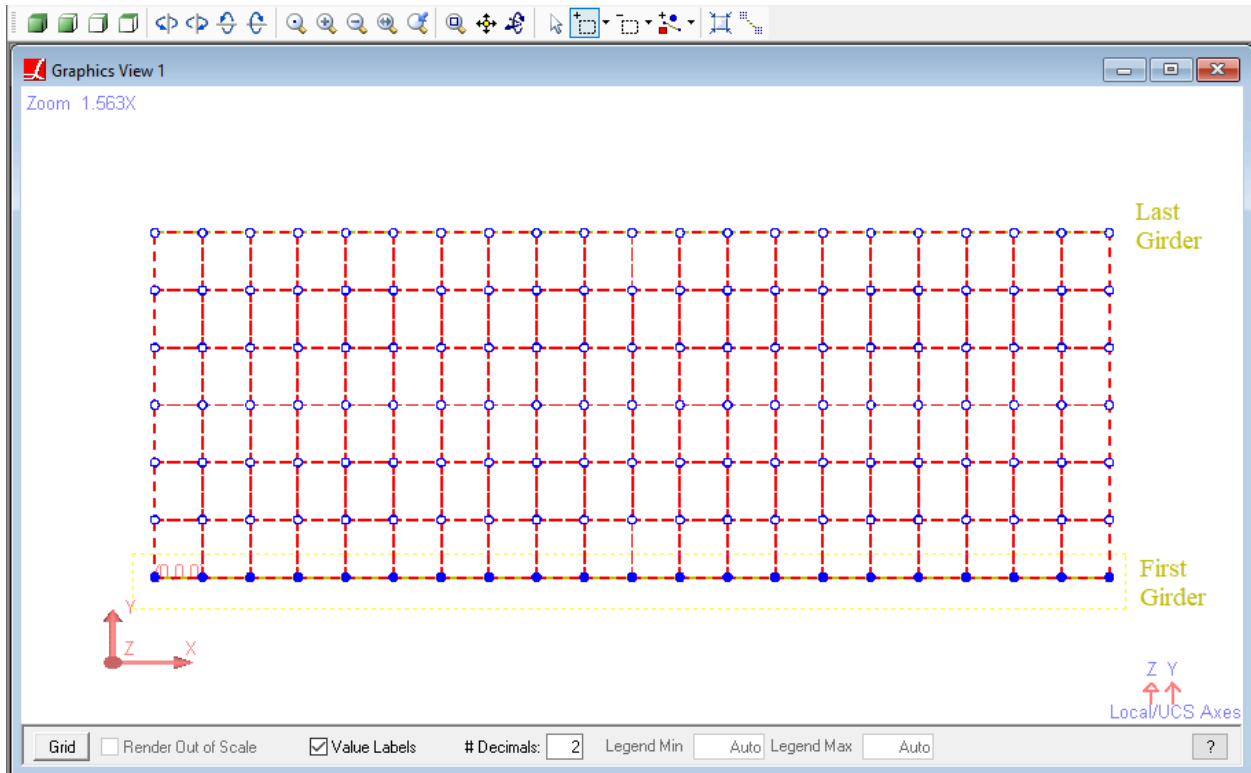 Graphics View 1
Zoom 1.563X
Last
Girder
0,0,0
First
Girder
Y
Z
X
Z Y
Local/UCS Axes
Grid Render Out of Scale Value Labels # Decimals: 2 Legend Min Auto Legend Max Auto ?